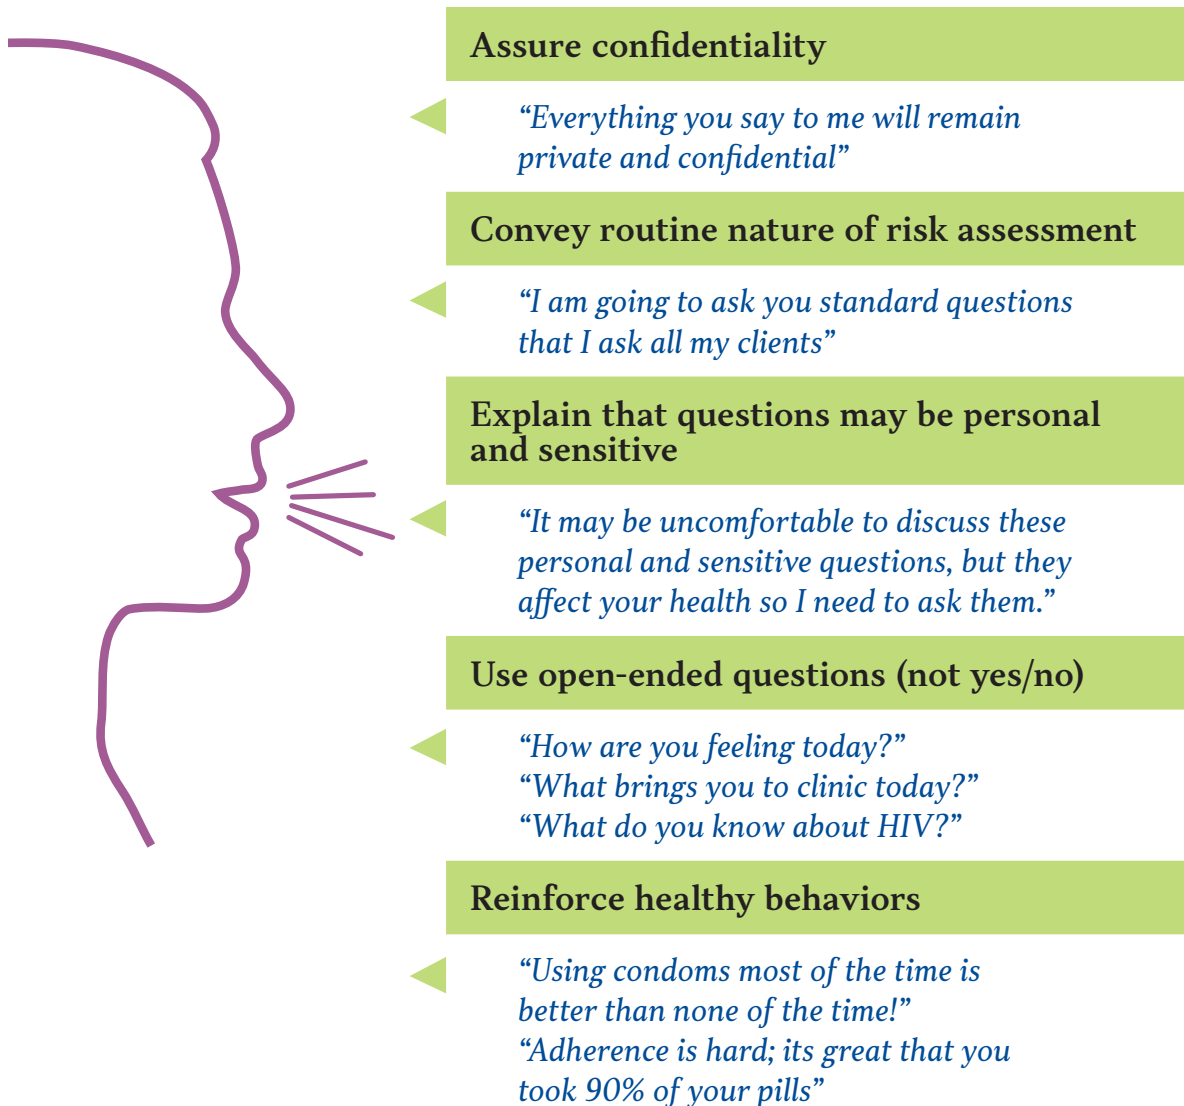 Assure confidentiality
“Everything you say to me will remain
private and confidential”
Convey routine nature of risk assessment
“I am going to ask you standard questions
that I ask all my clients”
Explain that questions may be personal
and sensitive
“It may be uncomfortable to discuss these
personal and sensitive questions, but they
affect your health so I need to ask them.”
Use open-ended questions (not yes/no)
“How are you feeling today?”
“What brings you to clinic today?”
“What do you know about HIV?”
Reinforce healthy behaviors
“Using condoms most of the time is
better than none of the time!”
“Adherence is hard; its great that you
took 90% of your pills”